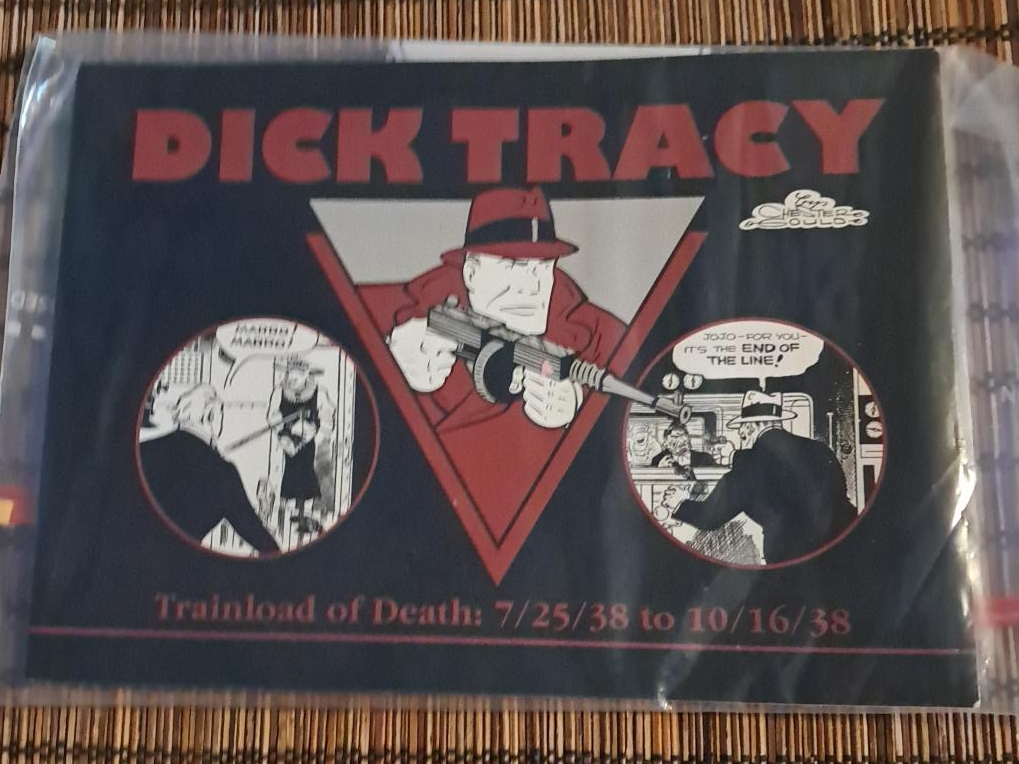 DICK TRACY
CHESTER
GOULD
MARRO!
JOJO-FOR YOU-
IT'S THE END OF
THE LINE!
Trainload of Death: 7/25/38 to 10/16/38